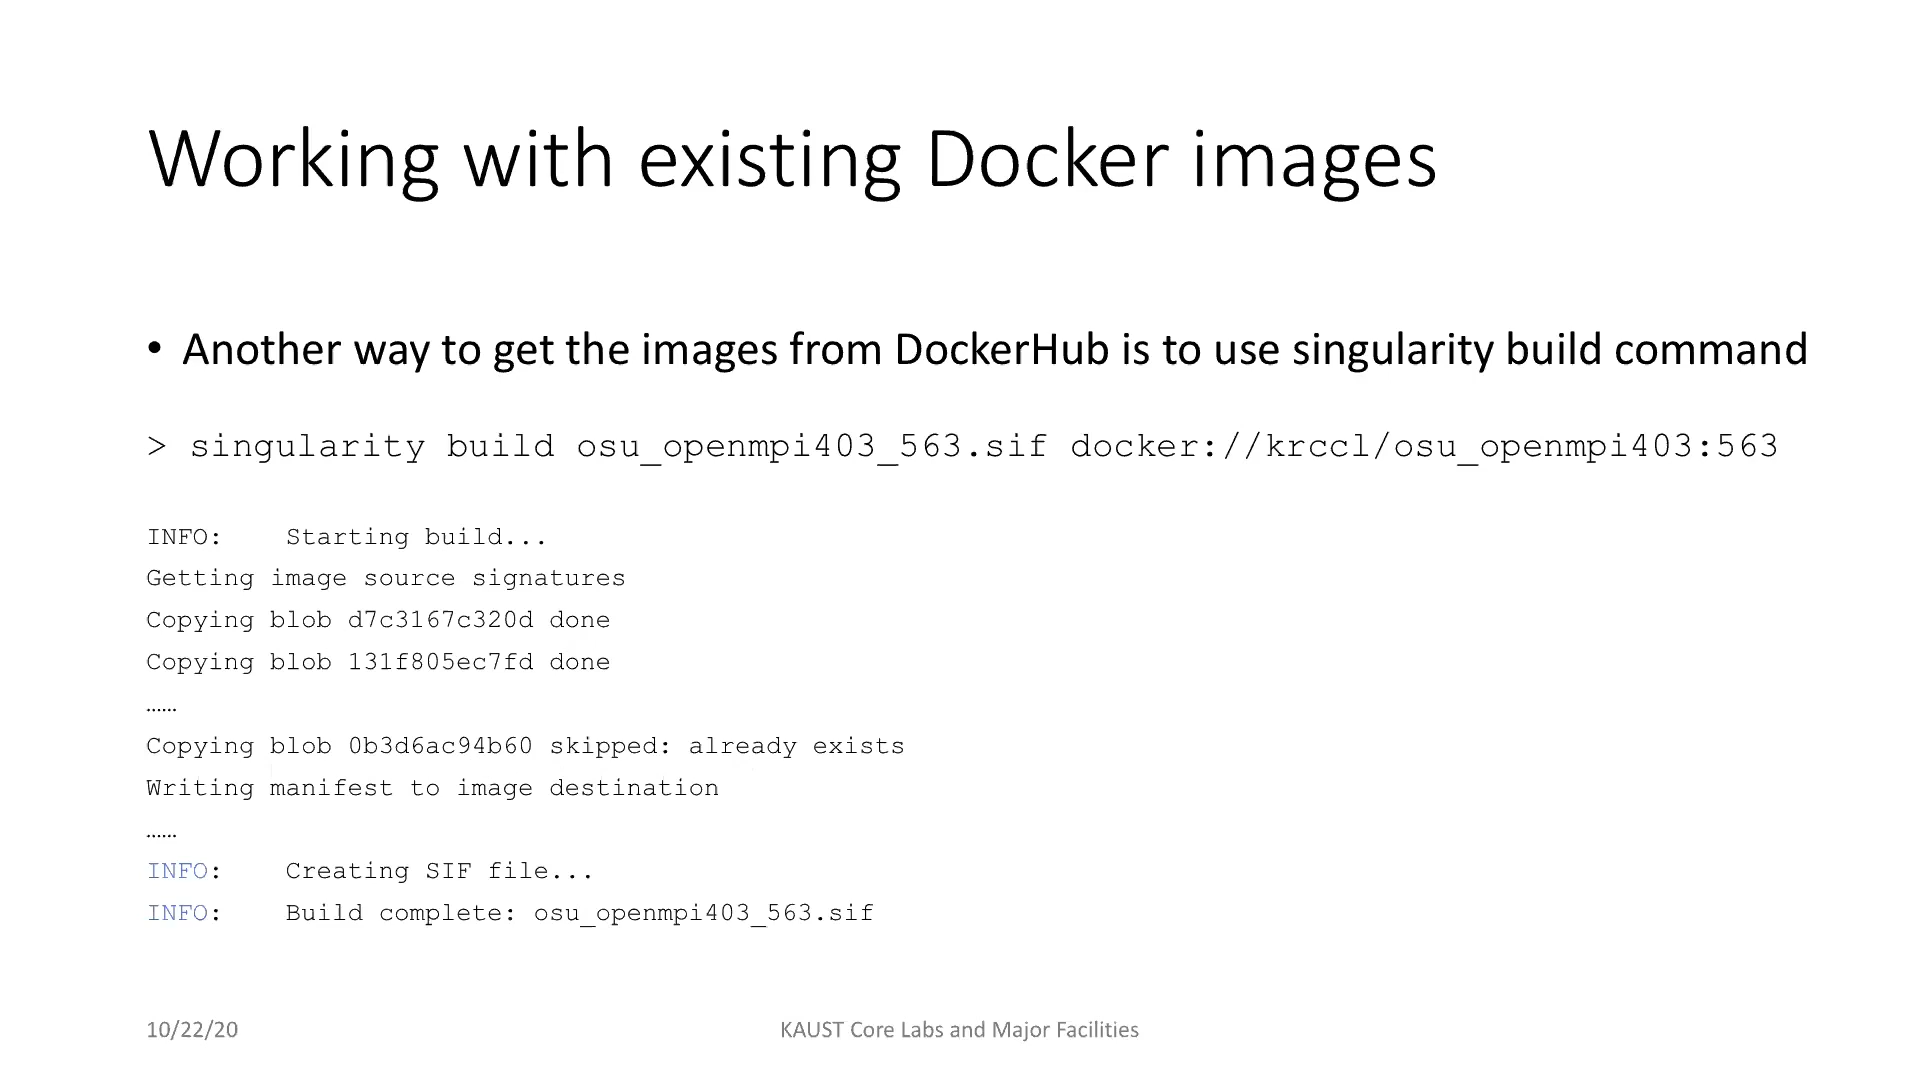 Working with existing Docker images
• Another way to get the images from DockerHub is to use singularity build command
> singularity build osu_openmpi403_563.sif docker://krccl/osu_openmpi403:563
INFO:    Starting build...
Getting image source signatures
Copying blob d7c3167c320d done
Copying blob 131f805ec7fd done
……
Copying blob 0b3d6ac94b60 skipped: already exists
Writing manifest to image destination
……
INFO:    Creating SIF file...
INFO:    Build complete: osu_openmpi403_563.sif
10/22/20
KAUST Core Labs and Major Facilities